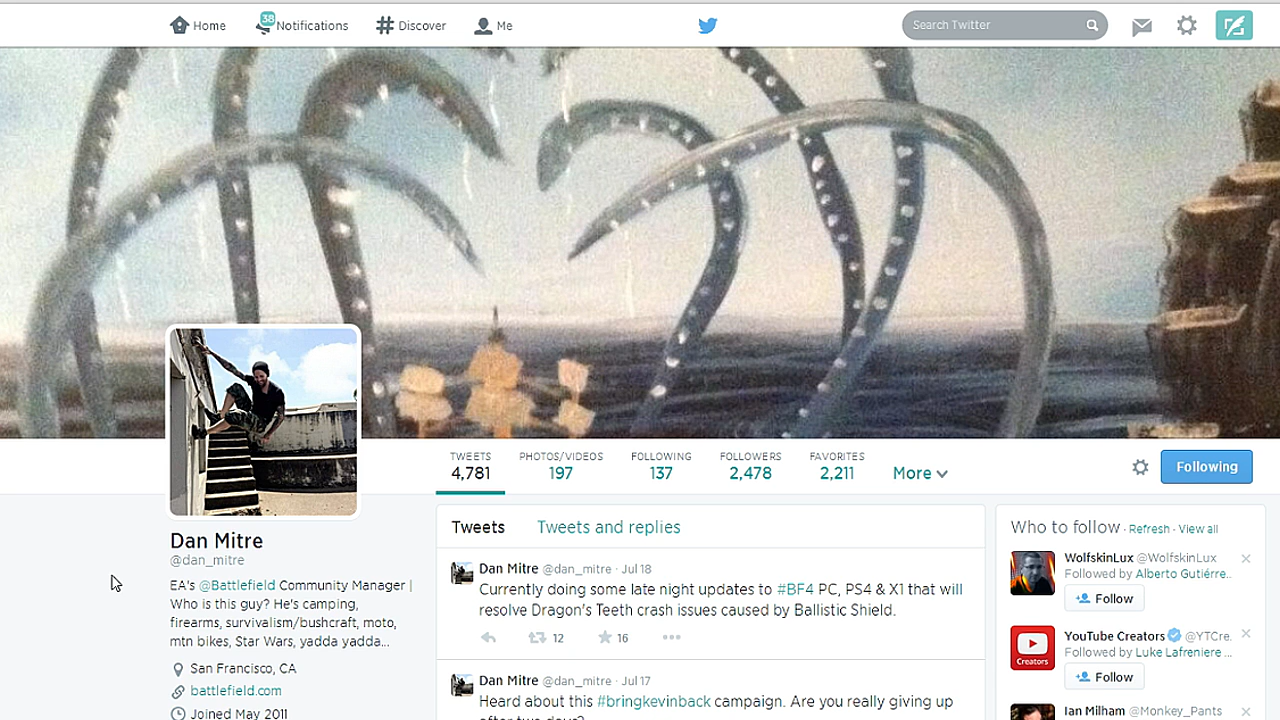 Home
38
Notifications
Discover
Me
Search Twitter
TWEETS
4,781
PHOTOS/VIDEOS
197
FOLLOWING
137
FOLLOWERS
2,478
FAVORITES
2,211
More
Following
Dan Mitre
@dan_mitre
EA's @Battlefield Community Manager |
Who is this guy? He's camping,
firearms, survivalism/bushcraft, moto,
mtn bikes, Star Wars, yadda yadda...
San Francisco, CA
battlefield.com
Joined May 2011
Tweets
Tweets and replies
Dan Mitre @dan_mitre · Jul 18
Currently doing some late night updates to #BF4 PC, PS4 & X1 that will
resolve Dragon's Teeth crash issues caused by Ballistic Shield.
12
16
Dan Mitre @dan_mitre · Jul 17
Heard about this #bringkevinback campaign. Are you really giving up
after two days?
Who to follow · Refresh · View all
WolfskinLux @WolfskinLux
Followed by Alberto Gutiérre..
Follow
Creators
YouTube Creators @YTCre.
Followed by Luke Lafreniere ...
Follow
Ian Milham @Monkey_Pants